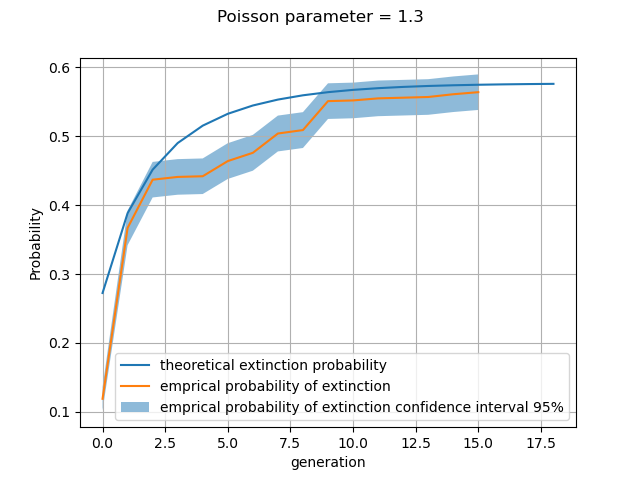 Poisson parameter = 1.3
0.6
0.5
0.4
0.3
0.2
0.1
Probability
theoretical extinction probability
emprical probability of extinction
emprical probability of extinction confidence interval 95%
0.0 2.5 5.0 7.5 10.0 12.5 15.0 17.5
generation